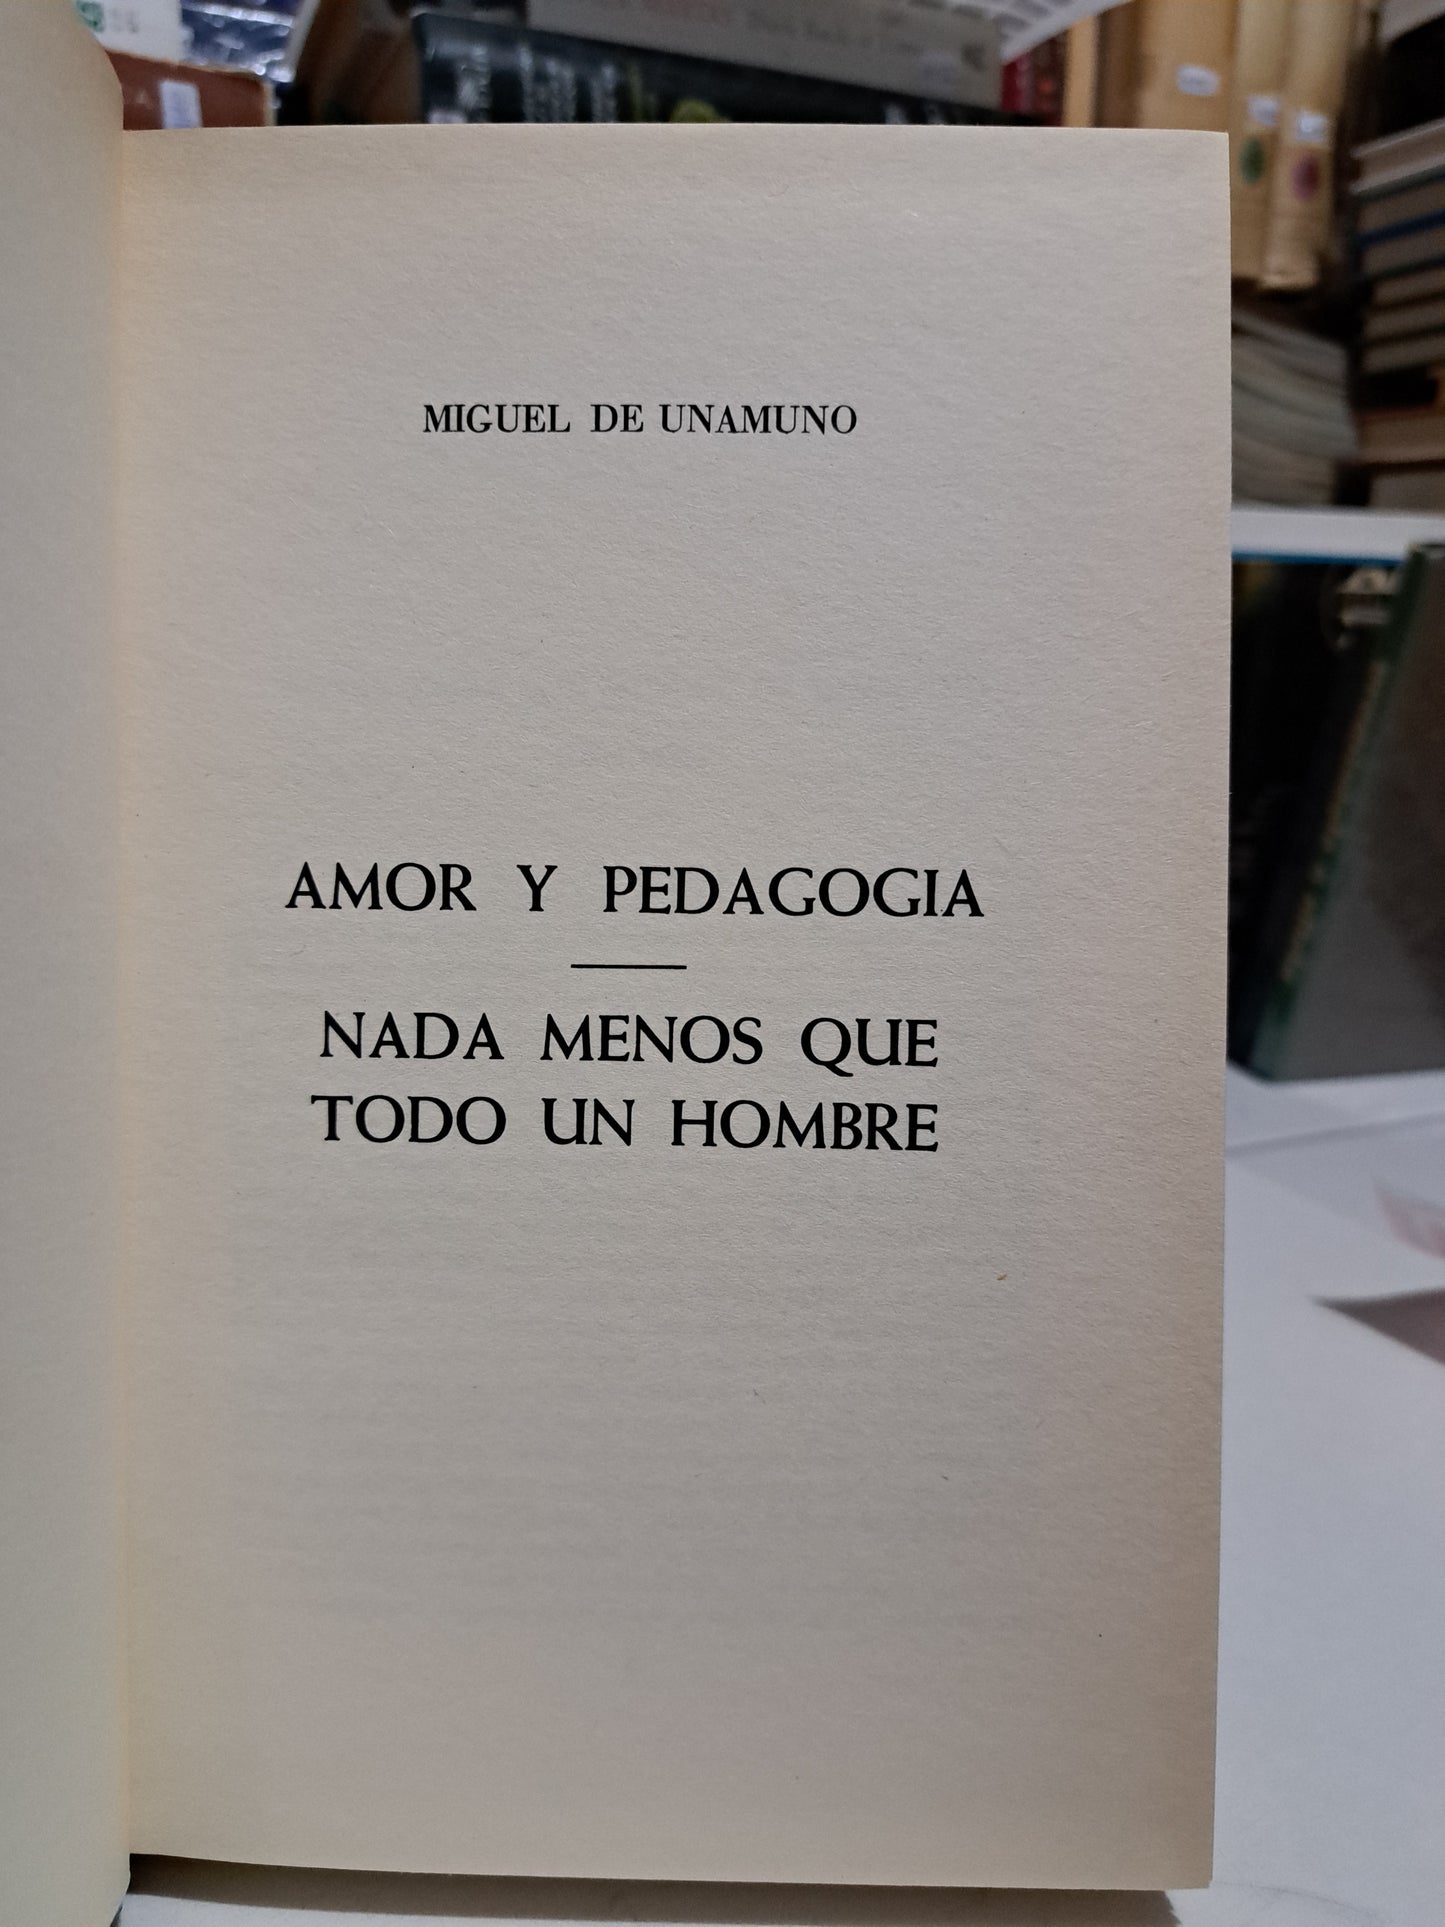 MIGUEL DE UNAMUNO
AMOR Y PEDAGOGIA
NADA MENOS QUE
TODO UN HOMBRE